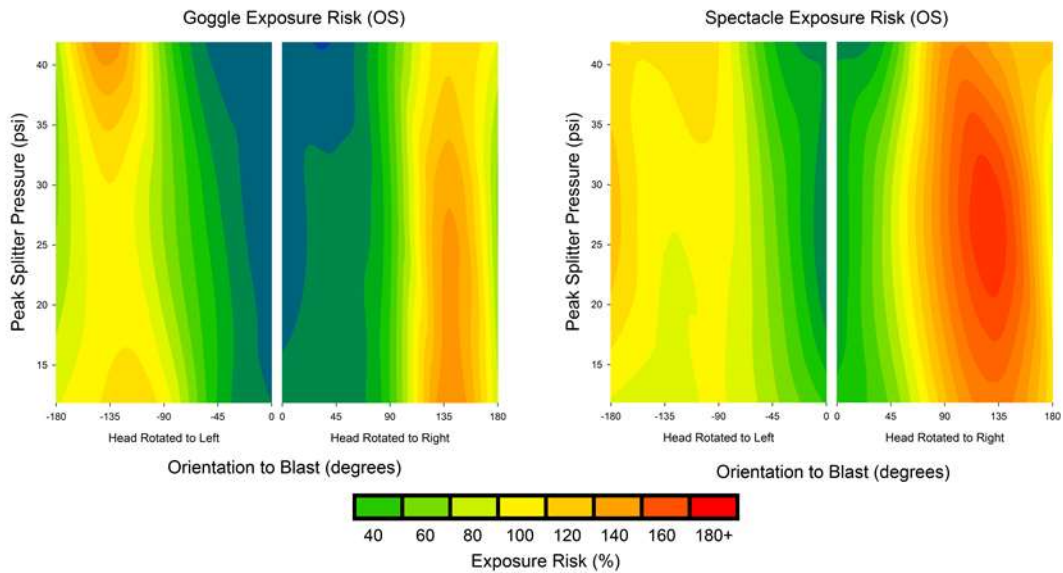 Goggle Exposure Risk (OS)
Spectacle Exposure Risk (OS)
Peak Splitter Pressure (psi)
40
35
30
25
20
15
-180 -135 -90 -45 0 0 45 90 135 180
Head Rotated to Left Head Rotated to Right
Orientation to Blast (degrees)
Peak Splitter Pressure (psi)
40
35
30
25
20
15
-180 -135 -90 -45 0 0 45 90 135 180
Head Rotated to Left Head Rotated to Right
Orientation to Blast (degrees)
40 60 80 100 120 140 160 180+
Exposure Risk (%)